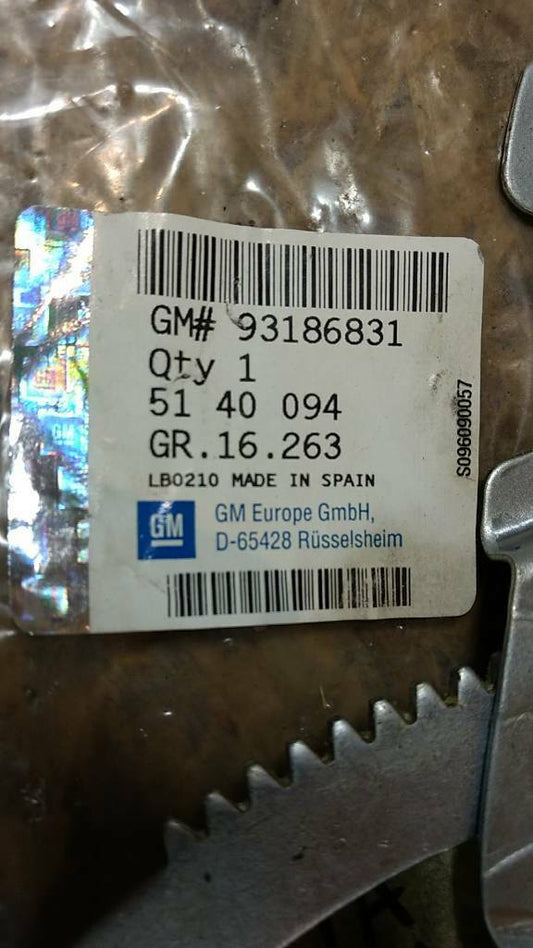 GM# 93186831
Qty 1
51 40 094
GR.16.263
LB0210 MADE IN SPAIN
GM
GM Europe GmbH,
D-65428 Rüsselsheim
S096090057